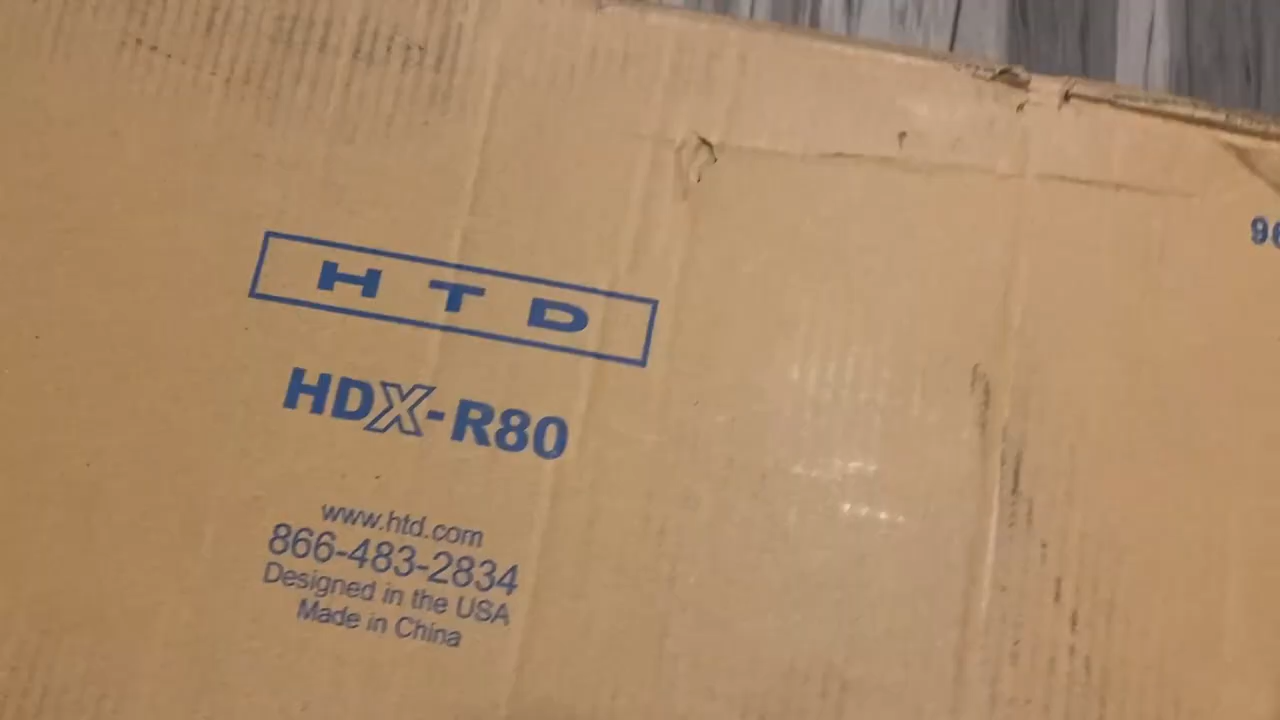 HTD
HDX-R80
www.htd.com
866-483-2834
Designed in the USA
Made in China